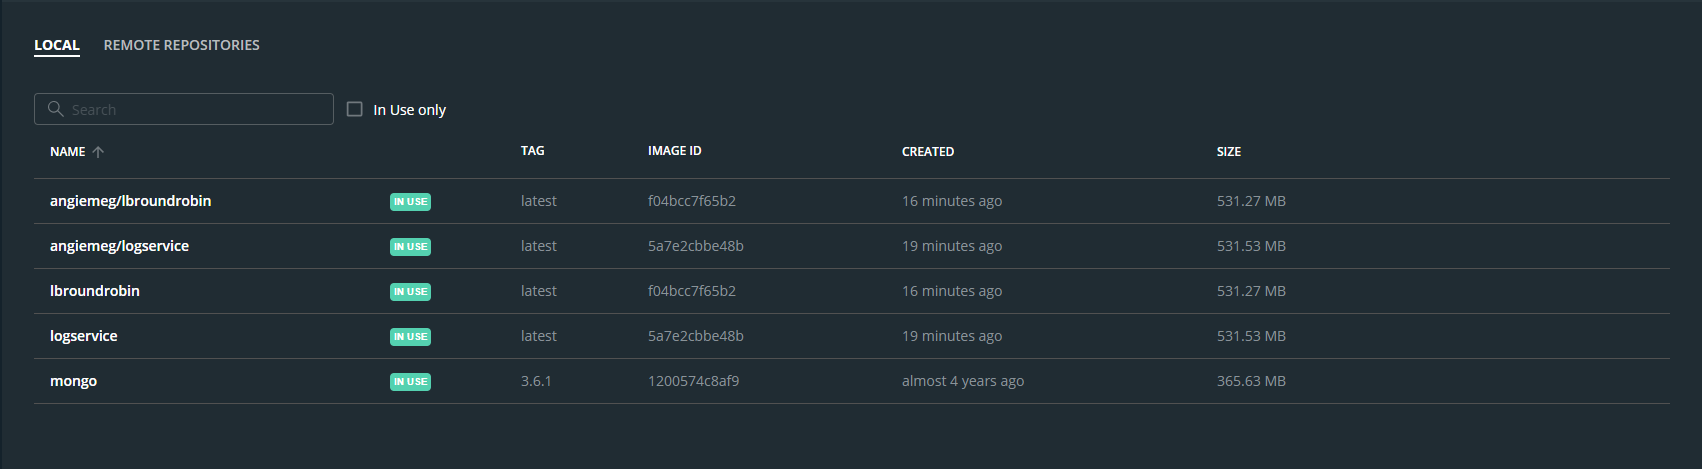 LOCAL REMOTE REPOSITORIES
Search In Use only
NAME TAG IMAGE ID CREATED SIZE
angiemeg/lbroundrobin IN USE latest f04bcc7f65b2 16 minutes ago 531.27 MB
angiemeg/logservice IN USE latest 5a7e2cbbe48b 19 minutes ago 531.53 MB
lbroundrobin IN USE latest f04bcc7f65b2 16 minutes ago 531.27 MB
logservice IN USE latest 5a7e2cbbe48b 19 minutes ago 531.53 MB
mongo IN USE 3.6.1 1200574c8af9 almost 4 years ago 365.63 MB